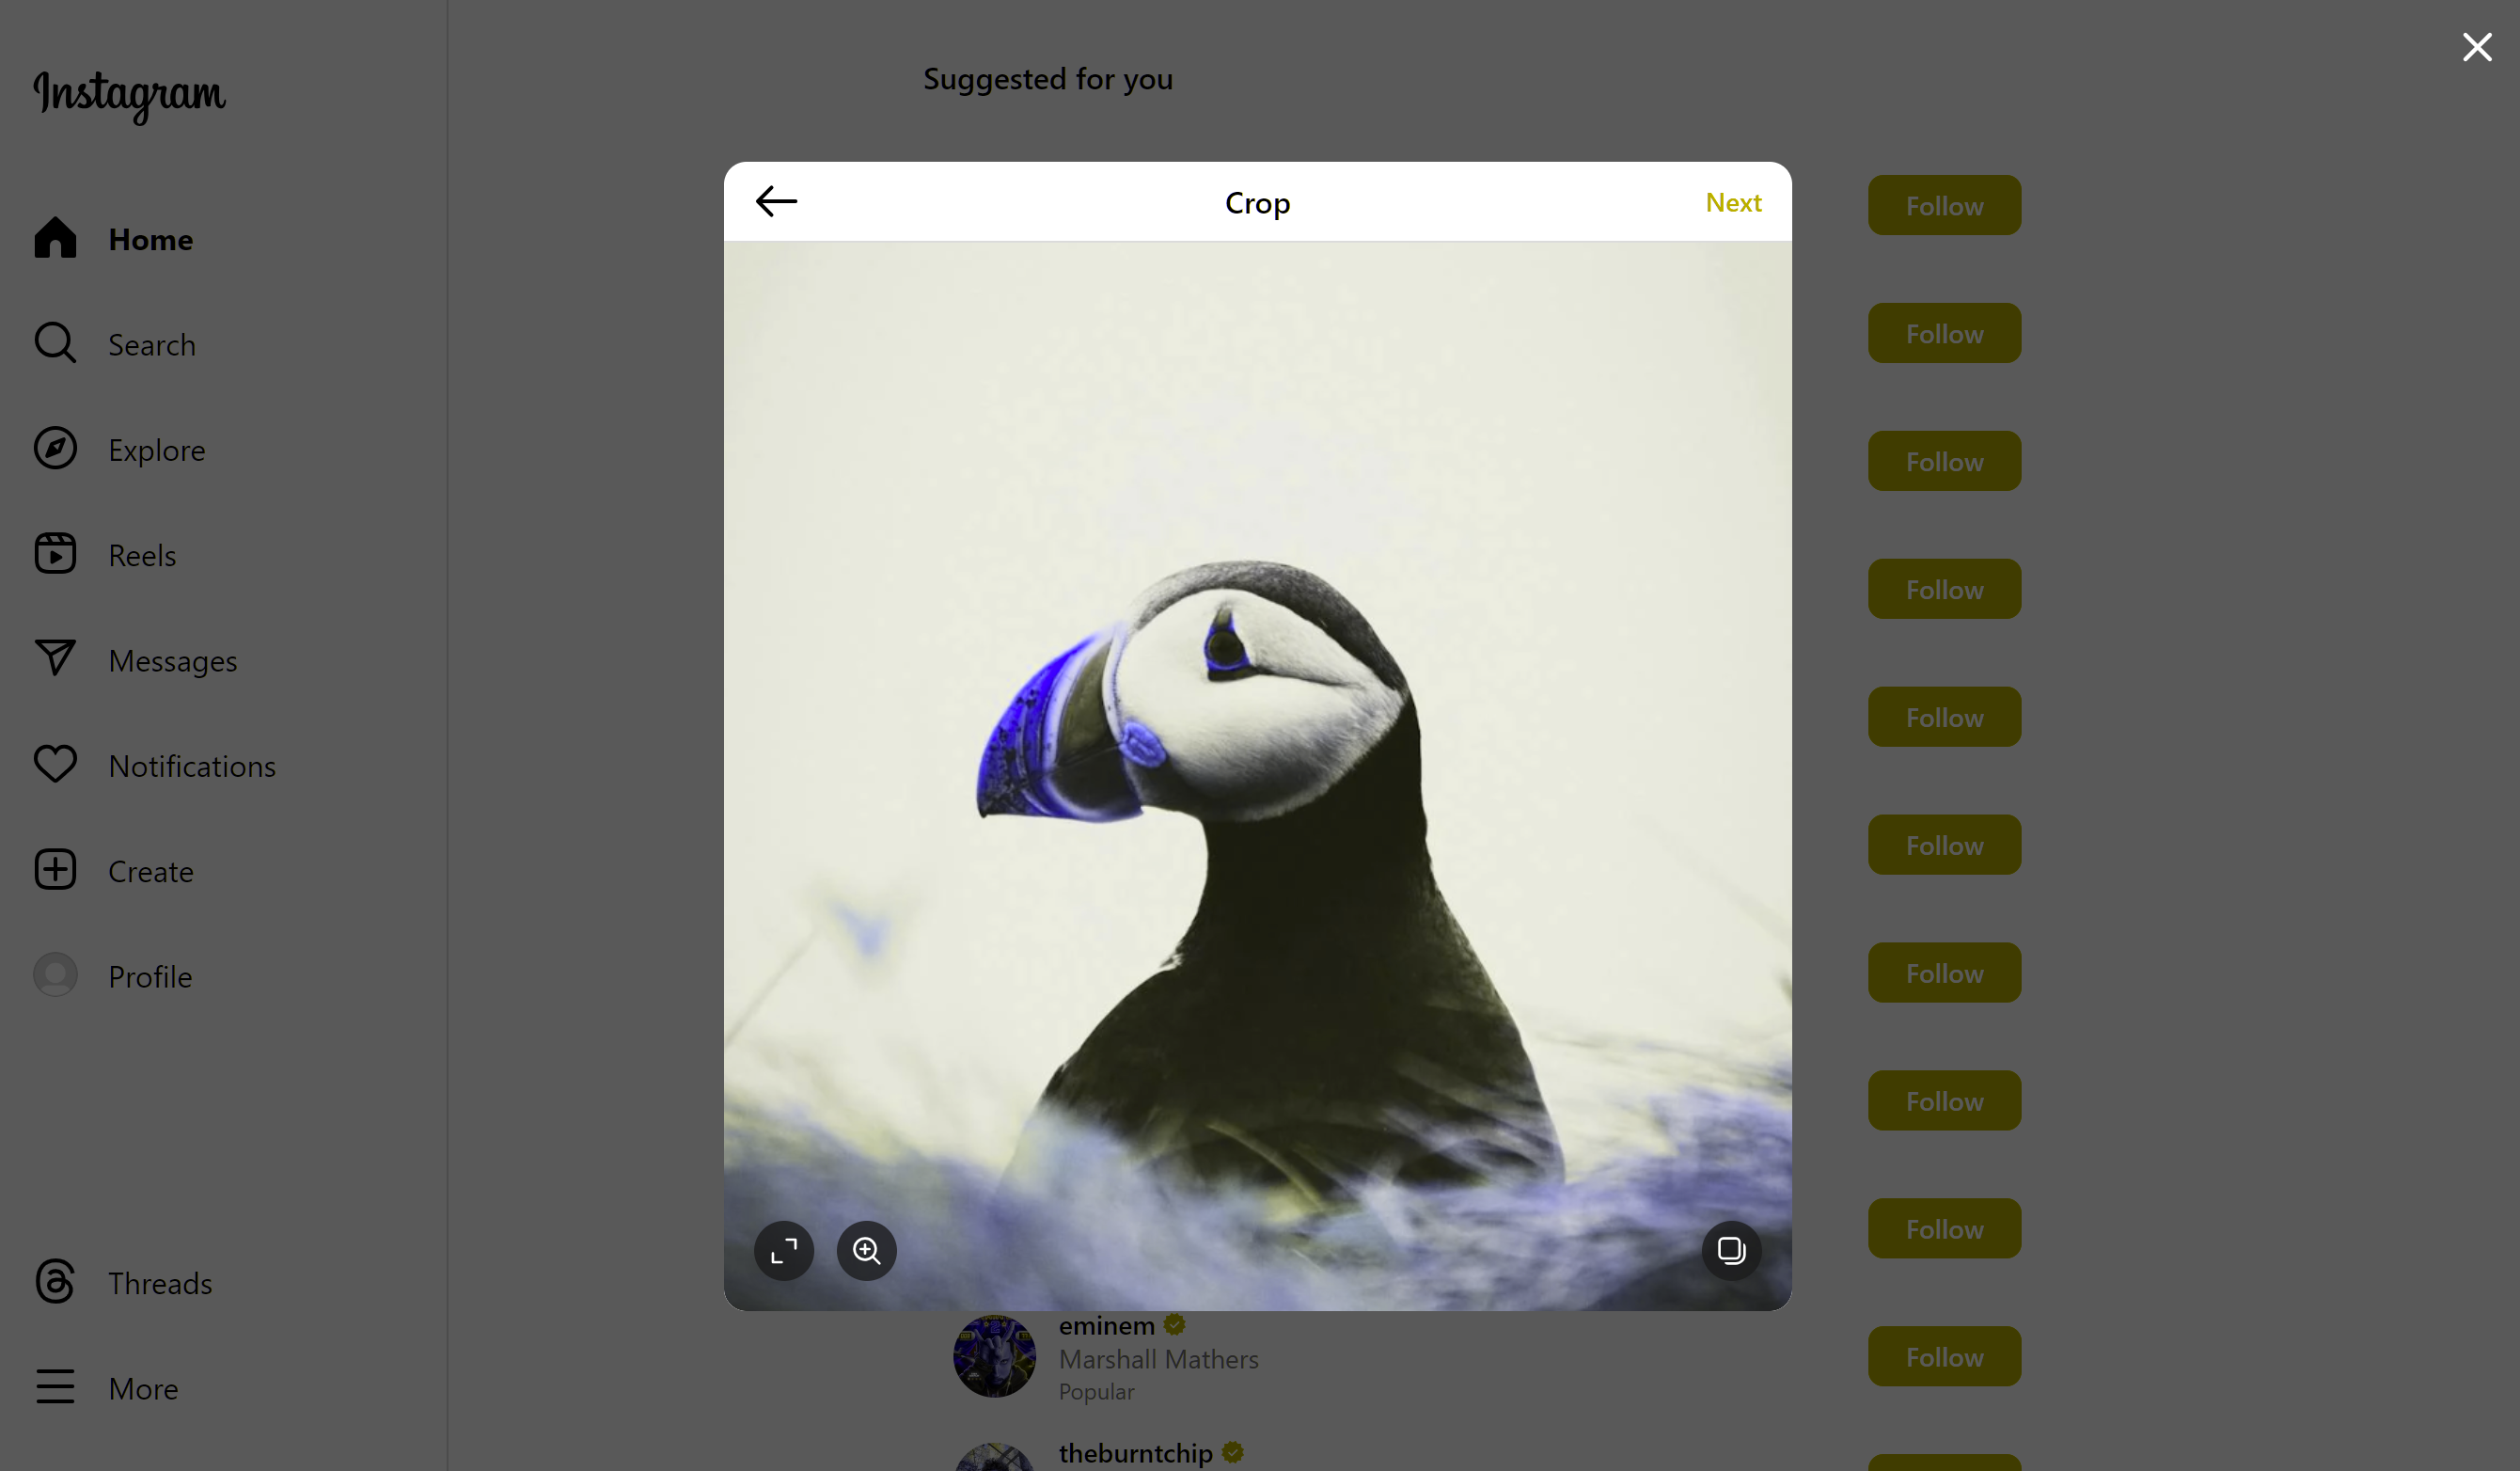 Instagram
Home
Search
Explore
Reels
Messages
Notifications
Create
Profile
Threads
More
Suggested for you
Crop
Next
Follow
Follow
Follow
Follow
Follow
Follow
Follow
Follow
Follow
Follow
eminem
Marshall Mathers
Popular
theburntchip